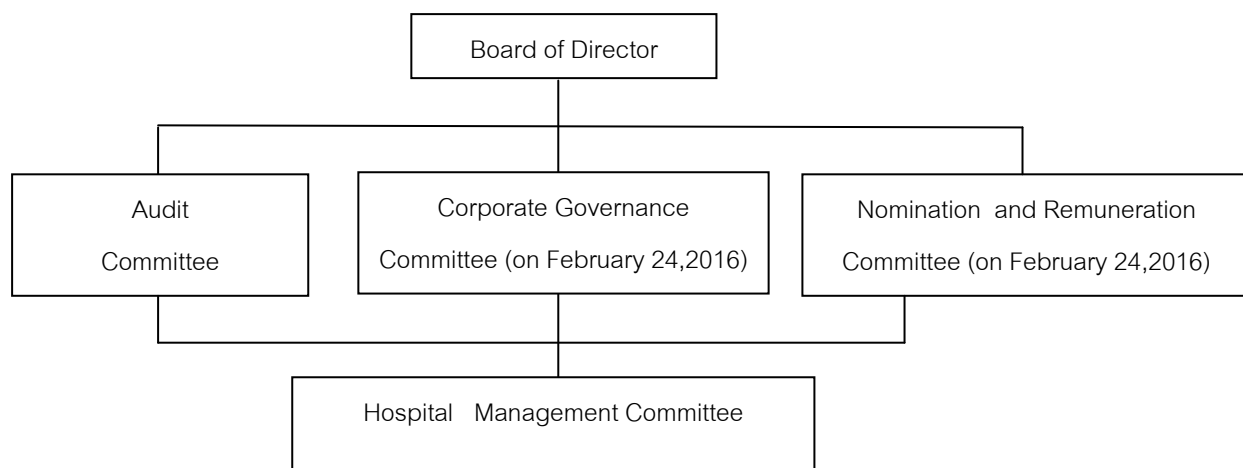 Board of Director
Audit
Committee
Corporate Governance
Committee (on February 24,2016)
Nomination and Remuneration
Committee (on February 24,2016)
Hospital Management Committee